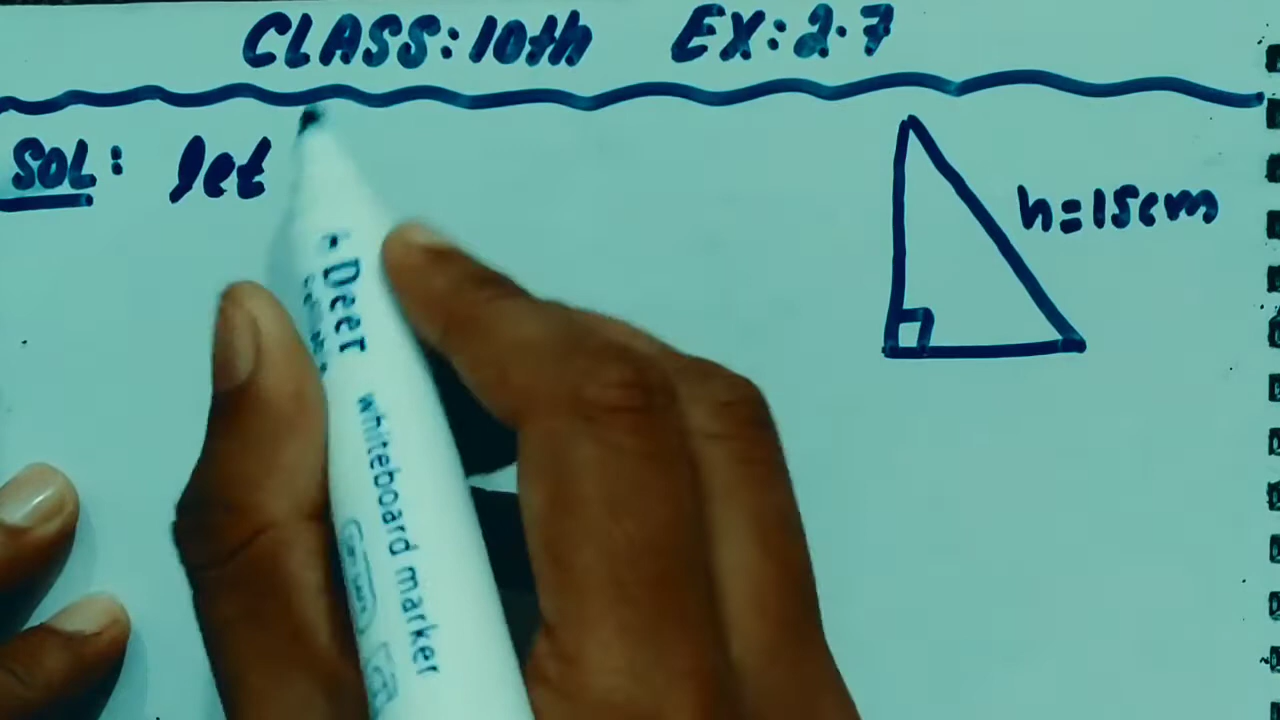 CLASS: 10th EX: 2.7
SOL: let
h=15cm
Deer
whiteboard marker